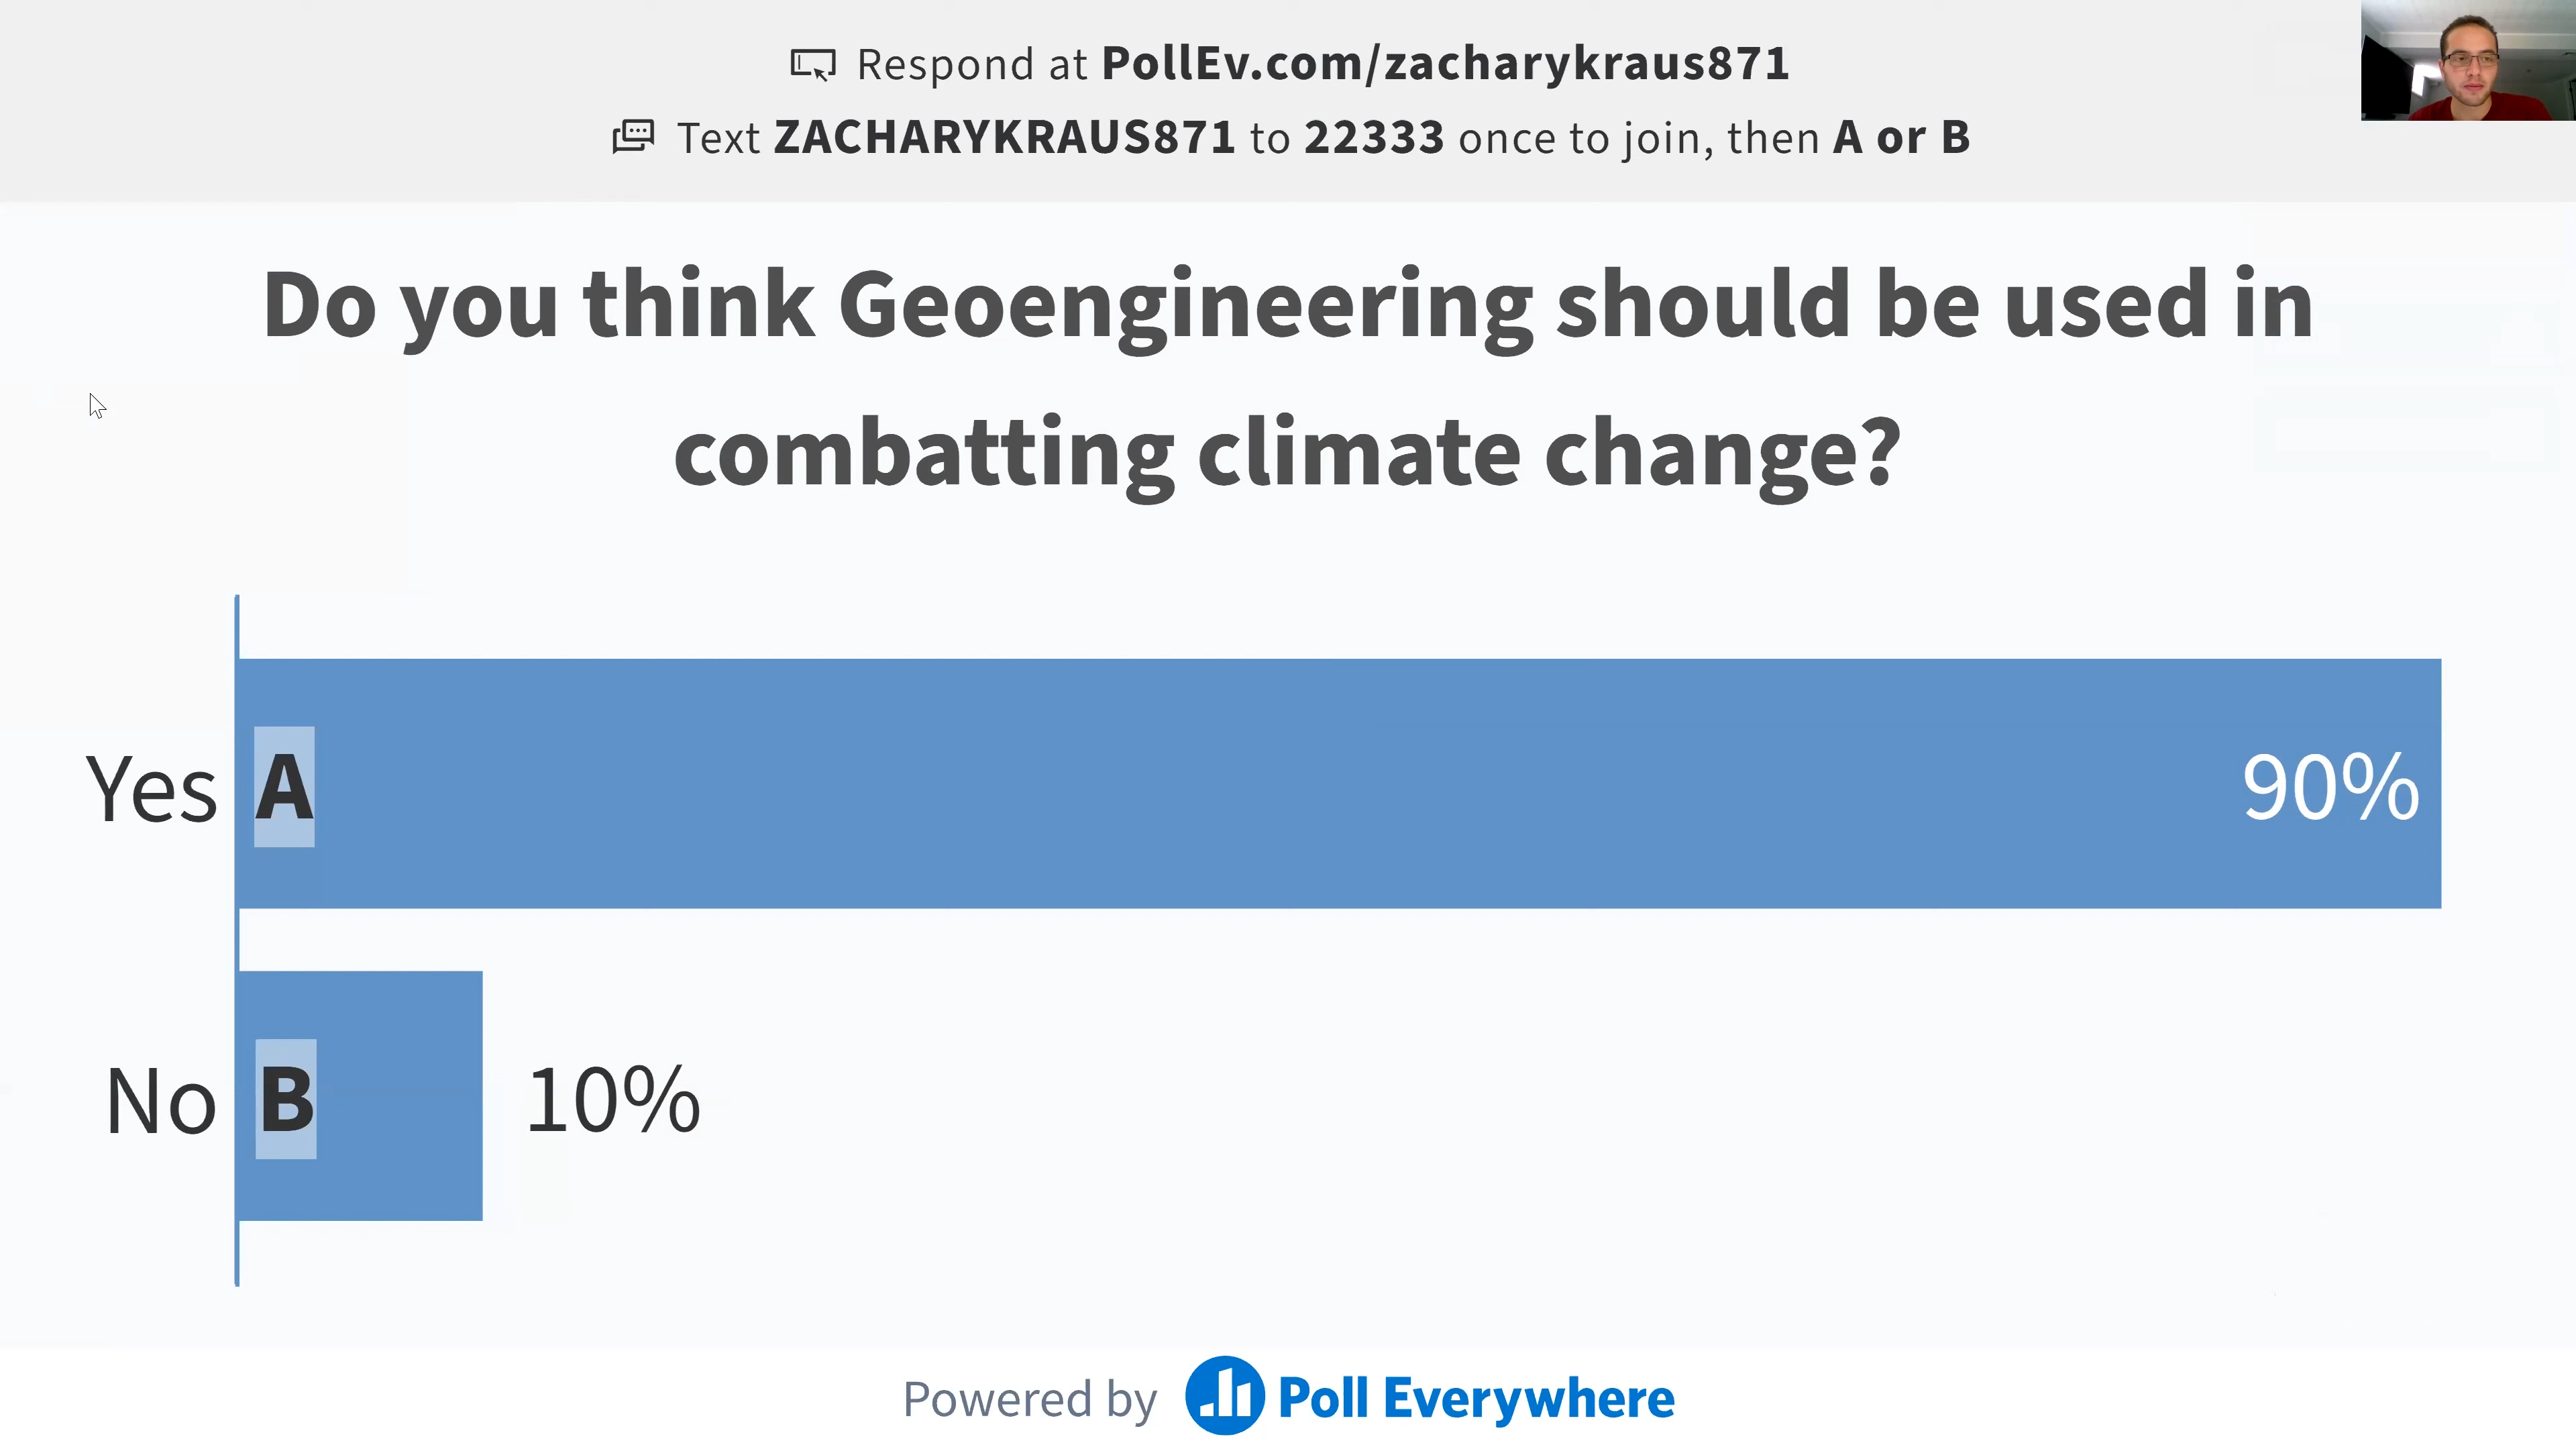 Respond at PollEv.com/zacharykraus871
Text ZACHARYKRAUS871 to 22333 once to join, then A or B
Do you think Geoengineering should be used in
combatting climate change?
Yes A 90%
No B 10%
Powered by Poll Everywhere